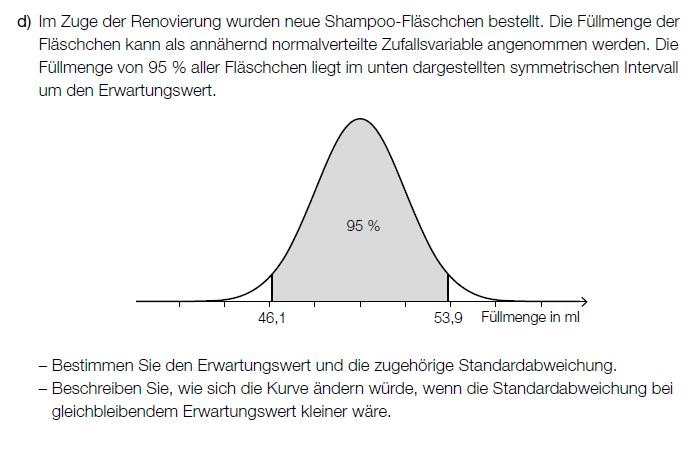 d) Im Zuge der Renovierung wurden neue Shampoo-Fläschchen bestellt. Die Füllmenge der
Fläschchen kann als annähernd normalverteilte Zufallsvariable angenommen werden. Die
Füllmenge von 95 % aller Fläschchen liegt im unten dargestellten symmetrischen Intervall
um den Erwartungswert.
95 %
46,1 53,9 Füllmenge in ml
– Bestimmen Sie den Erwartungswert und die zugehörige Standardabweichung.
– Beschreiben Sie, wie sich die Kurve ändern würde, wenn die Standardabweichung bei
gleichbleibendem Erwartungswert kleiner wäre.